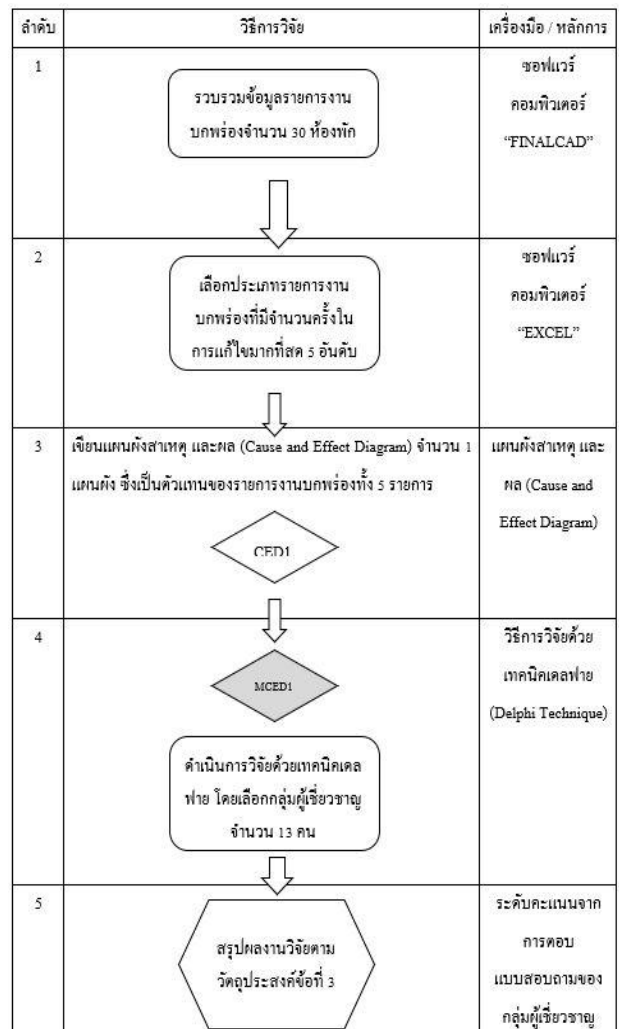 ลำดับ วิธีการวิจัย เครื่องมือ / หลักการ
1
รวบรวมข้อมูลรายการงาน
บกพร่องจำนวน 30 ห้องพัก
ซอฟแวร์
คอมพิวเตอร์
“FINALCAD”
2
เลือกประเภทรายการงาน
บกพร่องที่มีจำนวนครั้งใน
การแก้ไขมากที่สด 5 อันดับ
ซอฟแวร์
คอมพิวเตอร์
“EXCEL”
3
เขียนแผนผังสาเหตุ และผล (Cause and Effect Diagram) จำนวน 1
แผนผัง ซึ่งเป็นตัวแทนของรายการงานบกพร่องทั้ง 5 รายการ
CED1
แผนผังสาเหตุ และ
ผล (Cause and
Effect Diagram)
4
MCED1
ดำเนินการวิจัยด้วยเทคนิคเดล
ฟาย โดยเลือกกลุ่มผู้เชี่ยวชาญ
จำนวน 13 คน
วิธีการวิจัยด้วย
เทคนิคเดลฟาย
(Delphi Technique)
5
สรุปผลงานวิจัยตาม
วัตถุประสงค์ข้อที่ 3
ระดับคะแนนจาก
การตอบ
แบบสอบถามของ
กลุ่มผู้เชี่ยวชาญ